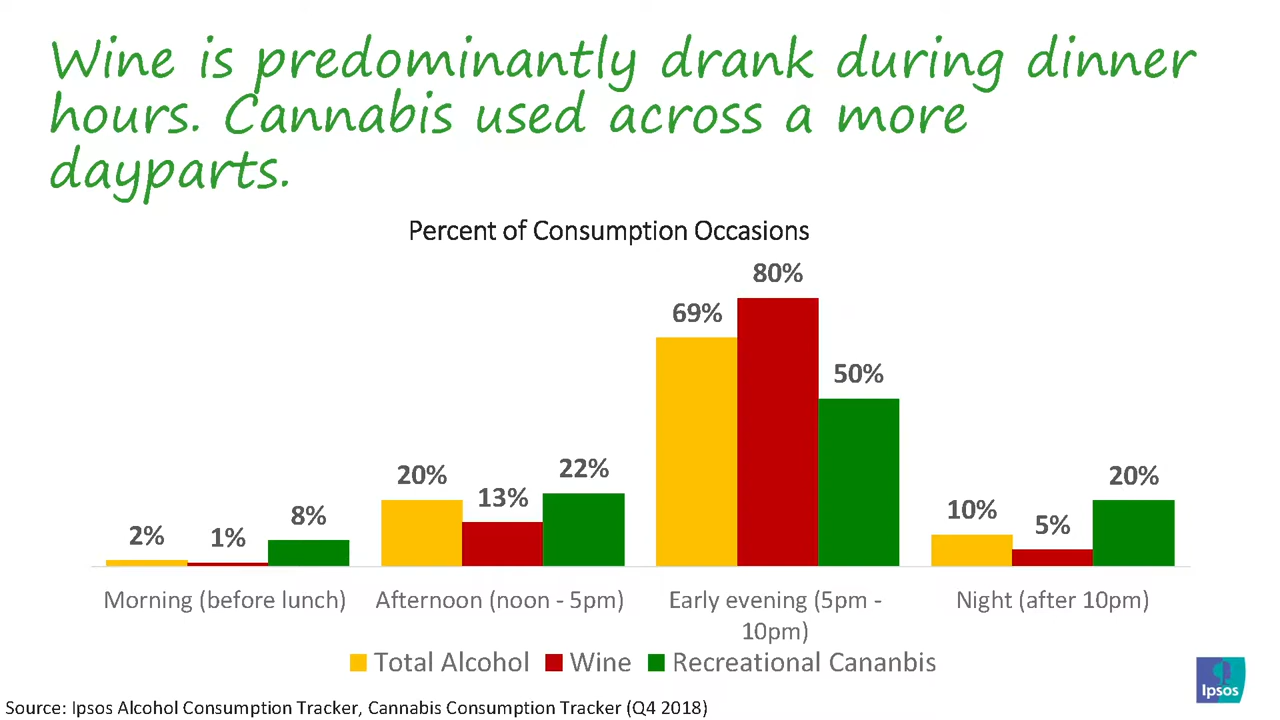 Wine is predominantly drank during dinner
hours. Cannabis used across a more
dayparts.
Percent of Consumption Occasions
2%
1%
8%
20%
13%
22%
69%
80%
50%
10%
5%
20%
Morning (before lunch)
Afternoon (noon - 5pm)
Early evening (5pm -
10pm)
Night (after 10pm)
Total Alcohol
Wine
Recreational Cananbis
Ipsos
Source: Ipsos Alcohol Consumption Tracker, Cannabis Consumption Tracker (Q4 2018)